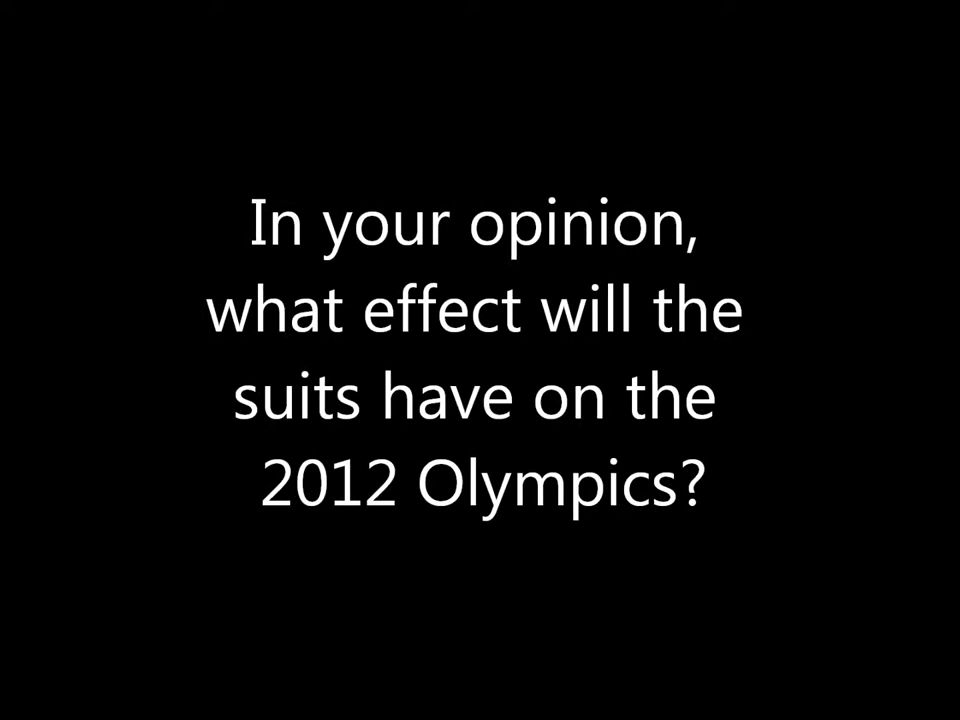 In your opinion,
what effect will the
suits have on the
2012 Olympics?